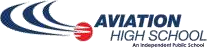 AVIATION
HIGH SCHOOL
An Independent Public School